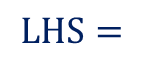 LHS =